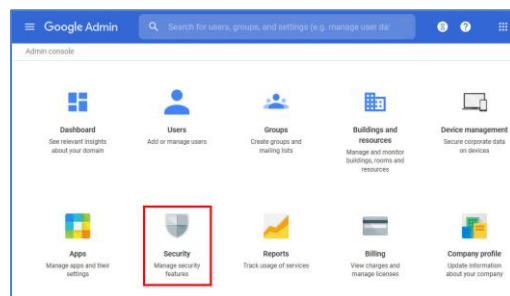 Google Admin
Search for users, groups, and settings (e.g. manage user da
Admin console
Dashboard
See relevant insights
about your domain
Users
Add or manage users
Groups
Create groups and
mailing lists
Buildings and
resources
Manage and monitor
buildings, rooms and
resources
Device management
Secure corporate data
on devices
Apps
Manage apps and their
settings
Security
Manage security
features
Reports
Track usage of services
Billing
View charges and
manage licenses
Company profile
Update information
about your company